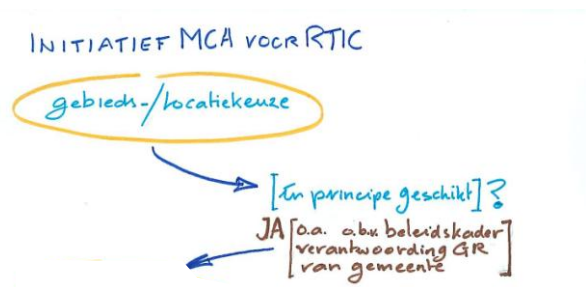 INITIATIEF MCA VOOR RTIC
gebieds-/locatiekeuze
[in principe geschikt]?
JA [o.a. o.b.v. beleidskader
verantwoording GR
van gemeente]